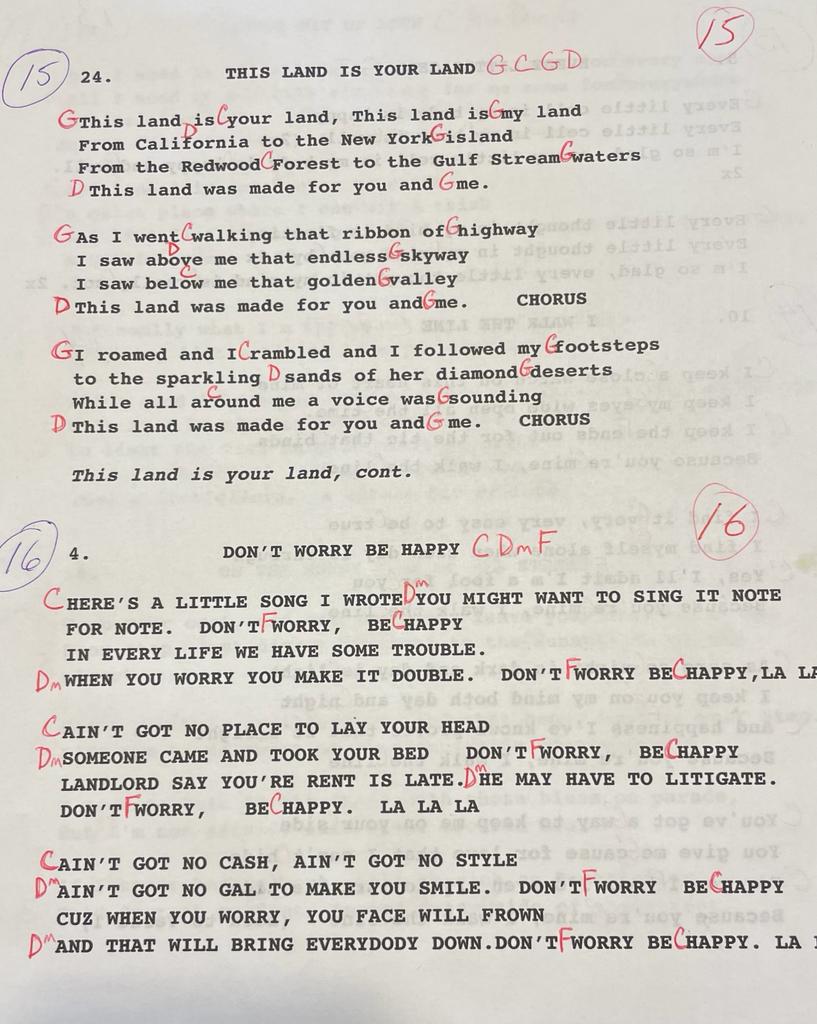 15
15 24. THIS LAND IS YOUR LAND G C G D
G This land is C your land, This land is G my land
D From California to the New York G island
From the Redwood C Forest to the Gulf Stream G waters
D This land was made for you and G me.
G As I went C walking that ribbon of G highway
I saw above D me that endless G skyway
I saw below C me that golden G valley
D This land was made for you and G me. CHORUS
G I roamed and I C rambled and I followed my G footsteps
to the sparkling D sands of her diamond G deserts
While all around C me a voice was G sounding
D This land was made for you and G me. CHORUS
This land is your land, cont.
16
16 4. DON'T WORRY BE HAPPY C Dm F
C HERE'S A LITTLE SONG I WROTE Dm YOU MIGHT WANT TO SING IT NOTE
FOR NOTE. DON'T F WORRY, BE C HAPPY
IN EVERY LIFE WE HAVE SOME TROUBLE.
Dm WHEN YOU WORRY YOU MAKE IT DOUBLE. DON'T F WORRY BE C HAPPY, LA LA
C AIN'T GOT NO PLACE TO LAY YOUR HEAD
Dm SOMEONE CAME AND TOOK YOUR BED DON'T F WORRY, BE C HAPPY
LANDLORD SAY YOU'RE RENT IS LATE. Dm HE MAY HAVE TO LITIGATE.
DON'T F WORRY, BE C HAPPY. LA LA LA
C AIN'T GOT NO CASH, AIN'T GOT NO STYLE
Dm AIN'T GOT NO GAL TO MAKE YOU SMILE. DON'T F WORRY BE C HAPPY
CUZ WHEN YOU WORRY, YOU FACE WILL FROWN
Dm AND THAT WILL BRING EVERYDODY DOWN. DON'T F WORRY BE C HAPPY. LA